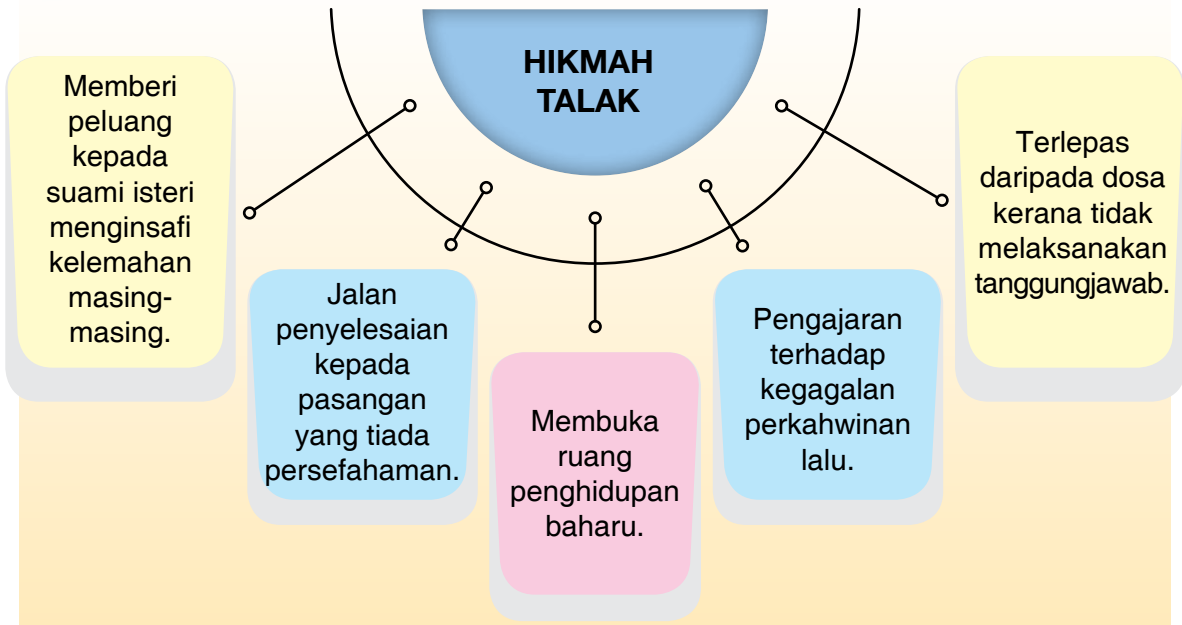 HIKMAH
TALAK
Memberi
peluang
kepada
suami isteri
menginsafi
kelemahan
masing-
masing.
Jalan
penyelesaian
kepada
pasangan
yang tiada
persefahaman.
Membuka
ruang
penghidupan
baharu.
Pengajaran
terhadap
kegagalan
perkahwinan
lalu.
Terlepas
daripada dosa
kerana tidak
melaksanakan
tanggungjawab.